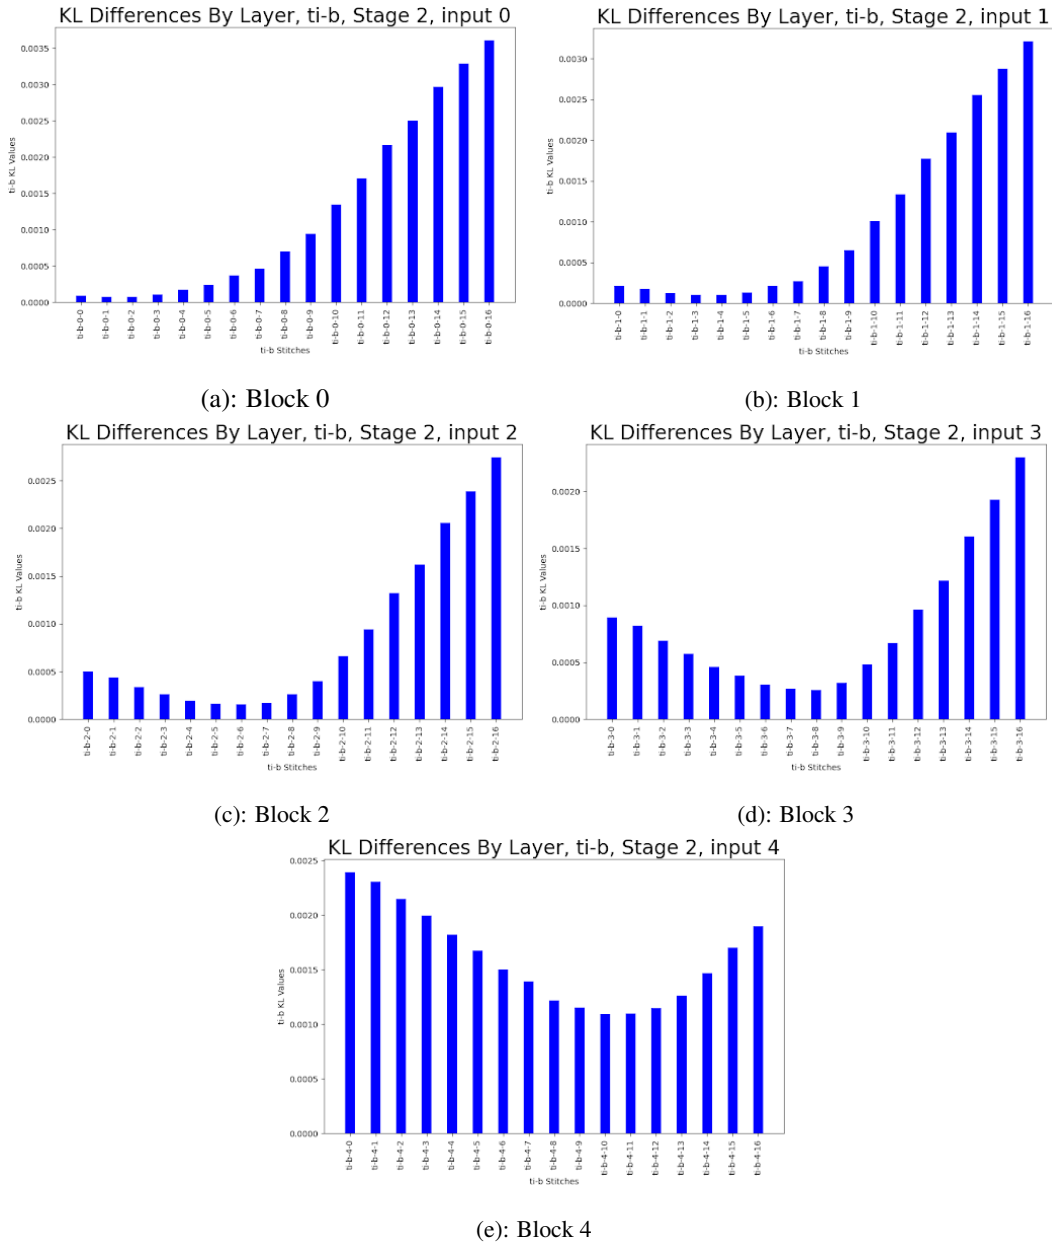 KL Differences By Layer, ti-b, Stage 2, input 0
ti-b KL Values
0.0035
0.0030
0.0025
0.0020
0.0015
0.0010
0.0005
0.0000
ti-b-0-0 ti-b-0-1 ti-b-0-2 ti-b-0-3 ti-b-0-4 ti-b-0-5 ti-b-0-6 ti-b-0-7 ti-b-0-8 ti-b-0-9 ti-b-0-10 ti-b-0-11 ti-b-0-12 ti-b-0-13 ti-b-0-14 ti-b-0-15 ti-b-0-16
ti-b Stitches
(a): Block 0
KL Differences By Layer, ti-b, Stage 2, input 1
ti-b KL Values
0.0030
0.0025
0.0020
0.0015
0.0010
0.0005
0.0000
ti-b-1-0 ti-b-1-1 ti-b-1-2 ti-b-1-3 ti-b-1-4 ti-b-1-5 ti-b-1-6 ti-b-1-7 ti-b-1-8 ti-b-1-9 ti-b-1-10 ti-b-1-11 ti-b-1-12 ti-b-1-13 ti-b-1-14 ti-b-1-15 ti-b-1-16
ti-b Stitches
(b): Block 1
KL Differences By Layer, ti-b, Stage 2, input 2
ti-b KL Values
0.0025
0.0020
0.0015
0.0010
0.0005
0.0000
ti-b-2-0 ti-b-2-1 ti-b-2-2 ti-b-2-3 ti-b-2-4 ti-b-2-5 ti-b-2-6 ti-b-2-7 ti-b-2-8 ti-b-2-9 ti-b-2-10 ti-b-2-11 ti-b-2-12 ti-b-2-13 ti-b-2-14 ti-b-2-15 ti-b-2-16
ti-b Stitches
(c): Block 2
KL Differences By Layer, ti-b, Stage 2, input 3
ti-b KL Values
0.0020
0.0015
0.0010
0.0005
0.0000
ti-b-3-0 ti-b-3-1 ti-b-3-2 ti-b-3-3 ti-b-3-4 ti-b-3-5 ti-b-3-6 ti-b-3-7 ti-b-3-8 ti-b-3-9 ti-b-3-10 ti-b-3-11 ti-b-3-12 ti-b-3-13 ti-b-3-14 ti-b-3-15 ti-b-3-16
ti-b Stitches
(d): Block 3
KL Differences By Layer, ti-b, Stage 2, input 4
ti-b KL Values
0.0025
0.0020
0.0015
0.0010
0.0005
0.0000
ti-b-4-0 ti-b-4-1 ti-b-4-2 ti-b-4-3 ti-b-4-4 ti-b-4-5 ti-b-4-6 ti-b-4-7 ti-b-4-8 ti-b-4-9 ti-b-4-10 ti-b-4-11 ti-b-4-12 ti-b-4-13 ti-b-4-14 ti-b-4-15 ti-b-4-16
ti-b Stitches
(e): Block 4